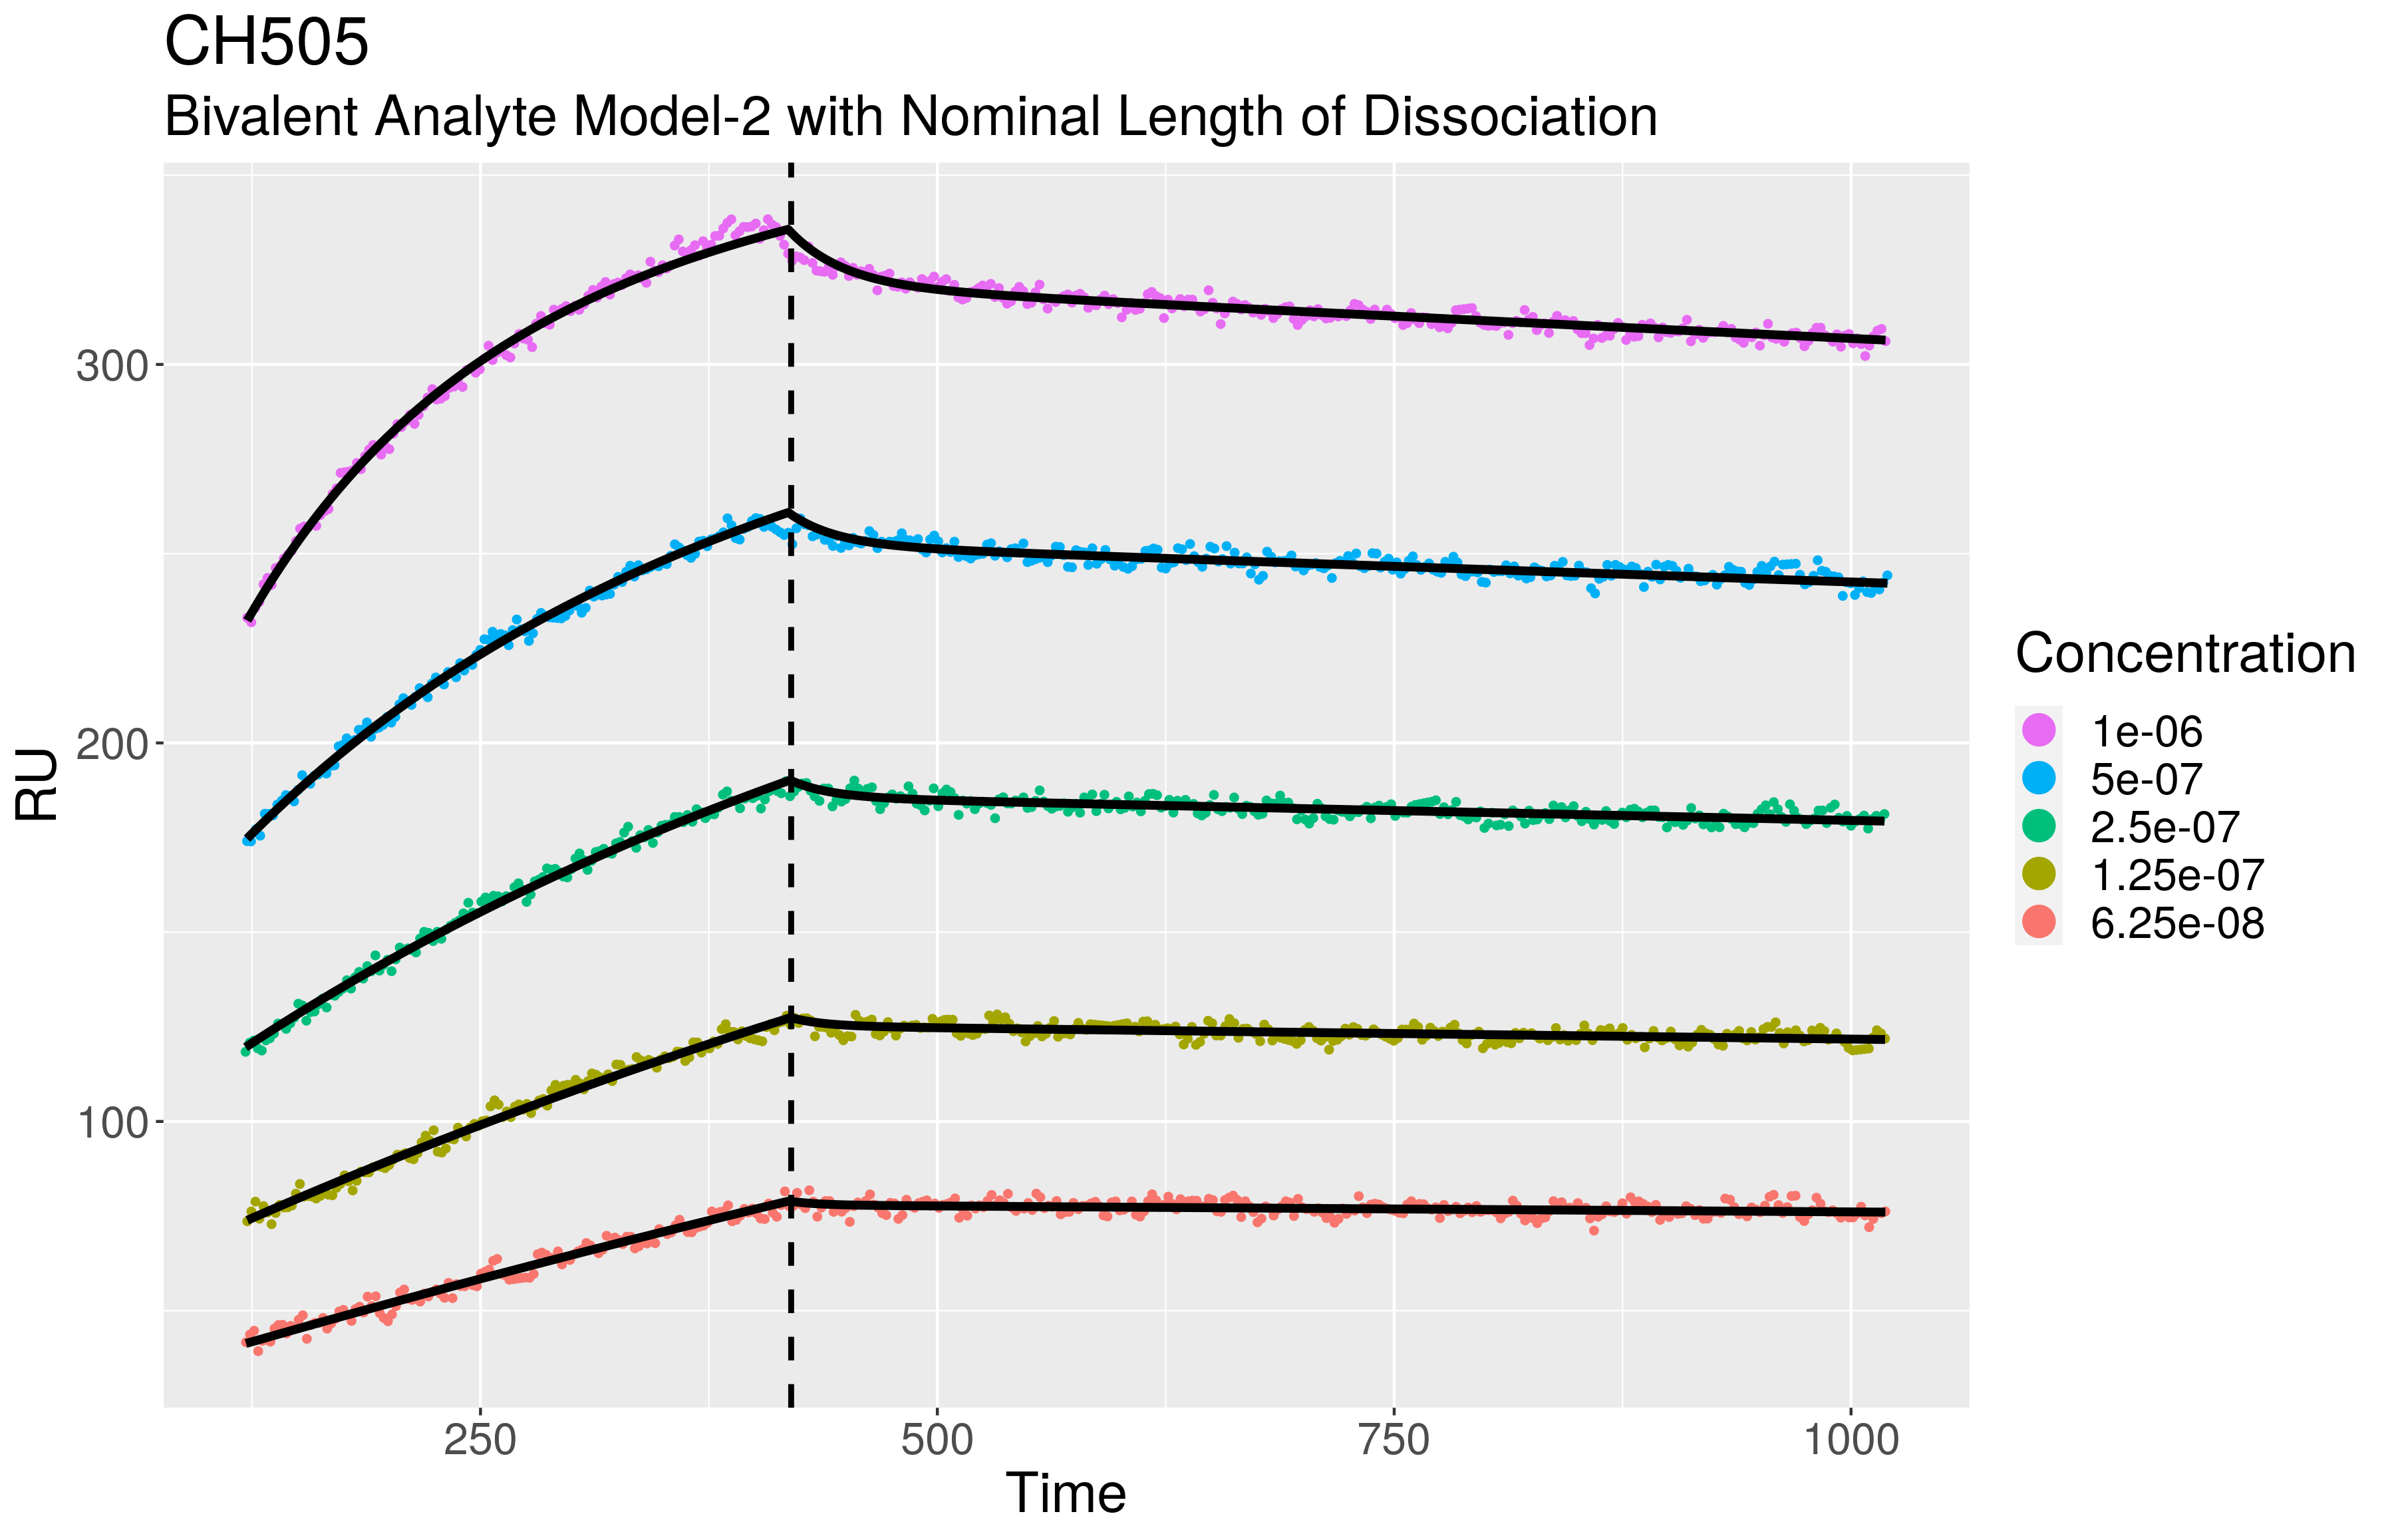 CH505
Bivalent Analyte Model-2 with Nominal Length of Dissociation
RU
300
200
100
250
500
750
1000
Time
Concentration
1e-06
5e-07
2.5e-07
1.25e-07
6.25e-08